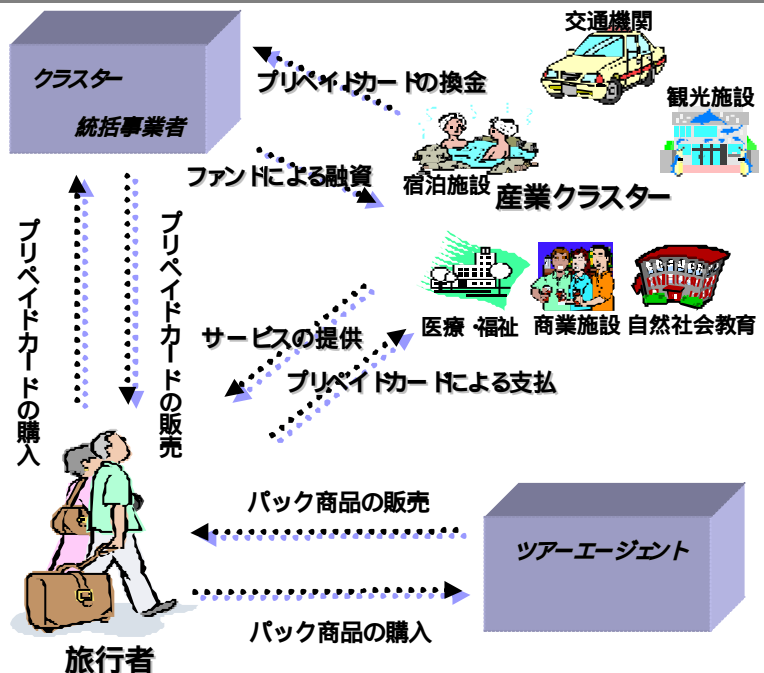 交通機関
クラスター
統括事業者
プリペイドカードの換金
観光施設
ファンドによる融資
宿泊施設
産業クラスター
プリペイドカードの購入
プリペイドカードの販売
サービスの提供
医療・福祉
商業施設
自然社会教育
プリペイドカードによる支払
パック商品の販売
ツアーエージェント
パック商品の購入
旅行者